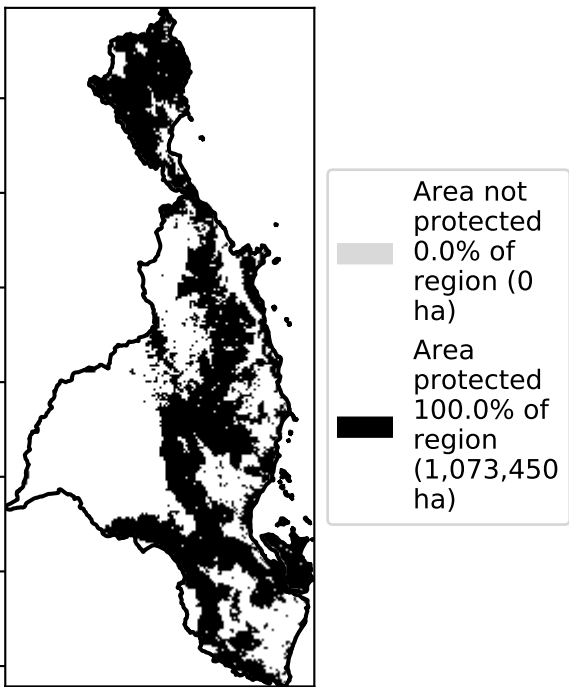 Area not
protected
0.0% of
region (0
ha)
Area
protected
100.0% of
region
(1,073,450
ha)